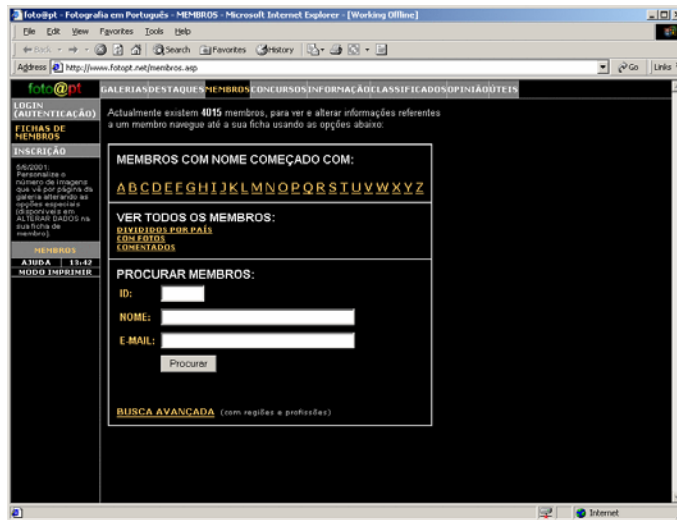 foto@pt - Fotografia em Português - MEMBROS - Microsoft Internet Explorer - [Working Offline]
File Edit View Favorites Tools Help
Back Search Favorites History
Address http://www.fotopt.net/membros.asp Go Links
foto@pt GALERIAS DESTAQUES MEMBROS CONCURSOS INFORMAÇÃO CLASSIFICADOS OPINIÃO ÚTEIS
LOGIN
(AUTENTICAÇÃO)
FICHAS DE
MEMBROS
INSCRIÇÃO
6/6/2001:
Personalize o
número de imagens
que vê por página da
galeria alterando as
opções especiais
(disponíveis em
ALTERAR DADOS na
sua ficha de
membro).
MEMBROS
AJUDA 13:42
MODO IMPRIMIR
Actualmente existem 4015 membros, para ver e alterar informações referentes
a um membro navegue até a sua ficha usando as opções abaixo:
MEMBROS COM NOME COMEÇADO COM:
A B C D E F G H I J K L M N O P Q R S T U V W X Y Z
VER TODOS OS MEMBROS:
DIVIDIDOS POR PAÍS
COM FOTOS
COMENTADOS
PROCURAR MEMBROS:
ID:
NOME:
E-MAIL:
Procurar
BUSCA AVANÇADA (com regiões e profissões)
Internet